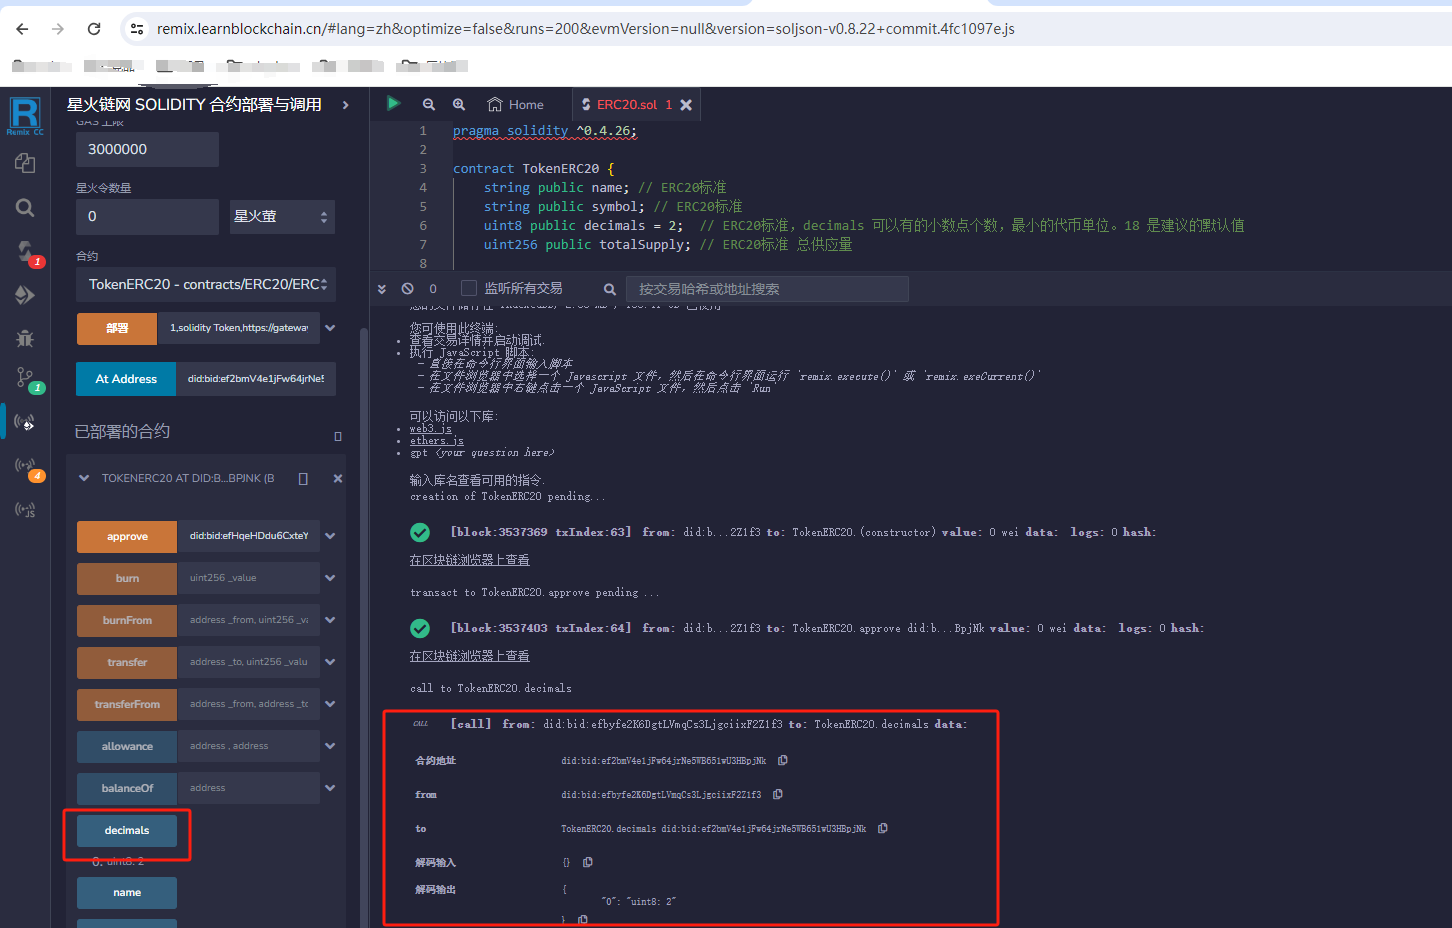 remix.learnblockchain.cn/#lang=zh&optimize=false&runs=200&evmVersion=null&version=soljson-v0.8.22+commit.4fc1097e.js
Remix CC
星火链网 SOLIDITY 合约部署与调用
GAS 上限
3000000
星火令数量
0
星火萤
合约
TokenERC20 - contracts/ERC20/ERC
部署
1,solidity Token,https://gatewa
At Address
did:bid:ef2bmV4e1jFw64jrNe5
已部署的合约
TOKENERC20 AT DID:B...BPJNK (B
approve
did:bid:efHqeHDdu6CxteY
burn
uint256 _value
burnFrom
address _from, uint256 _va
transfer
address _to, uint256 _valu
transferFrom
address _from, address _to
allowance
address , address
balanceOf
address
decimals
0: uint8: 2
name
1
1
4
JS
Home
ERC20.sol 1
1 pragma solidity ^0.4.26;
2
3 contract TokenERC20 {
4 string public name; // ERC20标准
5 string public symbol; // ERC20标准
6 uint8 public decimals = 2; // ERC20标准，decimals 可以有的小数点个数，最小的代币单位。18 是建议的默认值
7 uint256 public totalSupply; // ERC20标准 总供应量
8
0
监听所有交易
按交易哈希或地址搜索
您可使用此终端:
• 查看交易详情并启动调试.
• 执行 JavaScript 脚本:
- 直接在命令行界面输入脚本
- 在文件浏览器中选择一个 Javascript 文件，然后在命令行界面运行 `remix.execute()` 或 `remix.exeCurrent()`
- 在文件浏览器中右键点击一个 JavaScript 文件，然后点击 `Run`
可以访问以下库:
• web3.js
• ethers.js
• gpt <your question here>
输入库名查看可用的指令.
creation of TokenERC20 pending...
[block:3537369 txIndex:63] from: did:b...2Z1f3 to: TokenERC20.(constructor) value: 0 wei data: logs: 0 hash:
在区块链浏览器上查看
transact to TokenERC20.approve pending ...
[block:3537403 txIndex:64] from: did:b...2Z1f3 to: TokenERC20.approve did:b...BpjNk value: 0 wei data: logs: 0 hash:
在区块链浏览器上查看
call to TokenERC20.decimals
CALL [call] from: did:bid:efbyfe2K6DgtLVmqCs3LjgciixF2Z1f3 to: TokenERC20.decimals data:
合约地址 did:bid:ef2bmV4e1jFw64jrNe5WB651wU3HBpjNk
from did:bid:efbyfe2K6DgtLVmqCs3LjgciixF2Z1f3
to TokenERC20.decimals did:bid:ef2bmV4e1jFw64jrNe5WB651wU3HBpjNk
解码输入 {}
解码输出 {
"0": "uint8: 2"
}